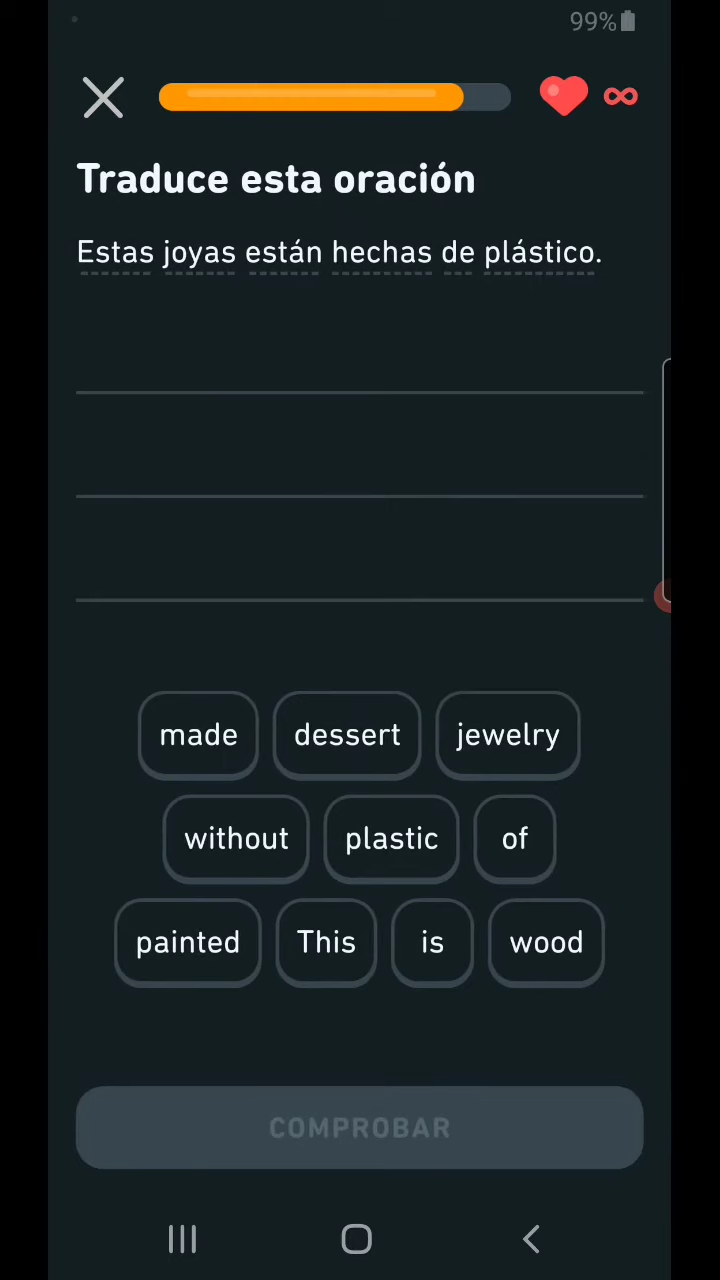 99%
Traduce esta oración
Estas joyas están hechas de plástico.
made dessert jewelry
without plastic of
painted This is wood
COMPROBAR